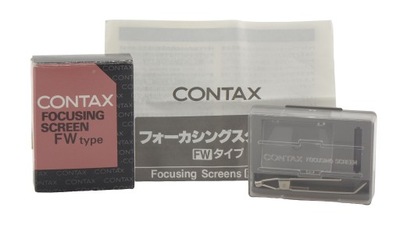 CONTAX
FOCUSING
SCREEN
FW type
CONTAX
フォーカシングスク
FWタイプ
Focusing Screens [
CONTAX FOCUSING SCREEN